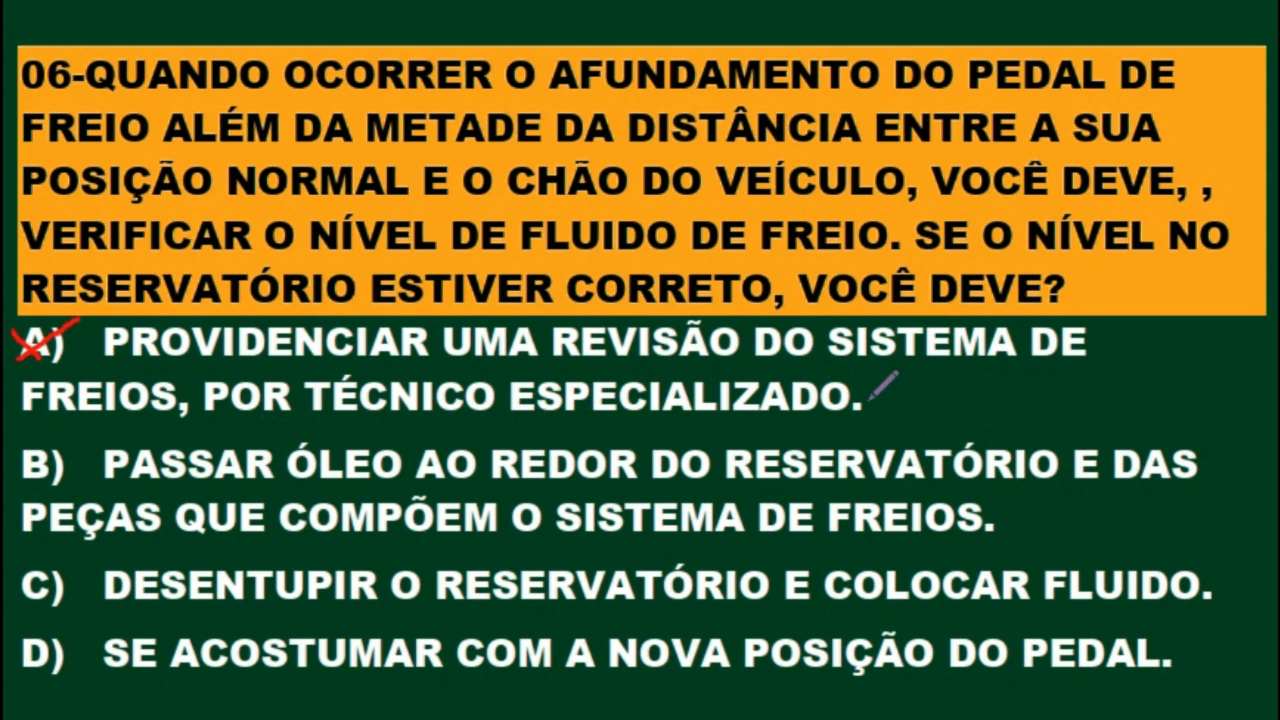 06-QUANDO OCORRER O AFUNDAMENTO DO PEDAL DE
FREIO ALÉM DA METADE DA DISTÂNCIA ENTRE A SUA
POSIÇÃO NORMAL E O CHÃO DO VEÍCULO, VOCÊ DEVE, ,
VERIFICAR O NÍVEL DE FLUIDO DE FREIO. SE O NÍVEL NO
RESERVATÓRIO ESTIVER CORRETO, VOCÊ DEVE?
A) PROVIDENCIAR UMA REVISÃO DO SISTEMA DE
FREIOS, POR TÉCNICO ESPECIALIZADO.
B) PASSAR ÓLEO AO REDOR DO RESERVATÓRIO E DAS
PEÇAS QUE COMPÕEM O SISTEMA DE FREIOS.
C) DESENTUPIR O RESERVATÓRIO E COLOCAR FLUIDO.
D) SE ACOSTUMAR COM A NOVA POSIÇÃO DO PEDAL.